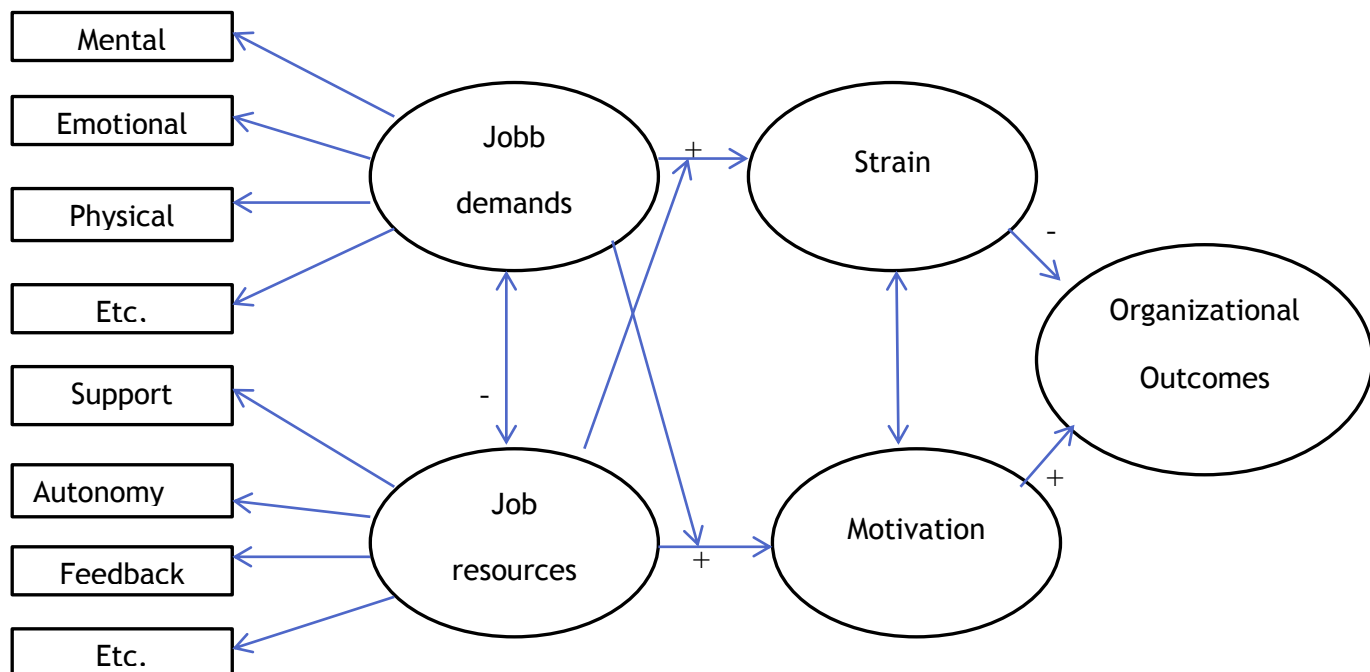 Mental
Emotional
Physical
Etc.
Support
Autonomy
Feedback
Etc.
Jobb
demands
-
Job
resources
+
+
Strain
Motivation
-
+
Organizational
Outcomes